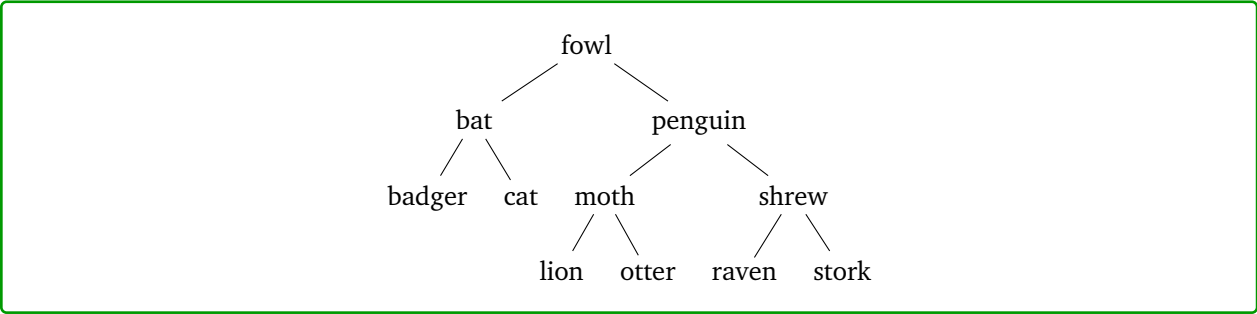 fowl
bat penguin
badger cat moth shrew
lion otter raven stork